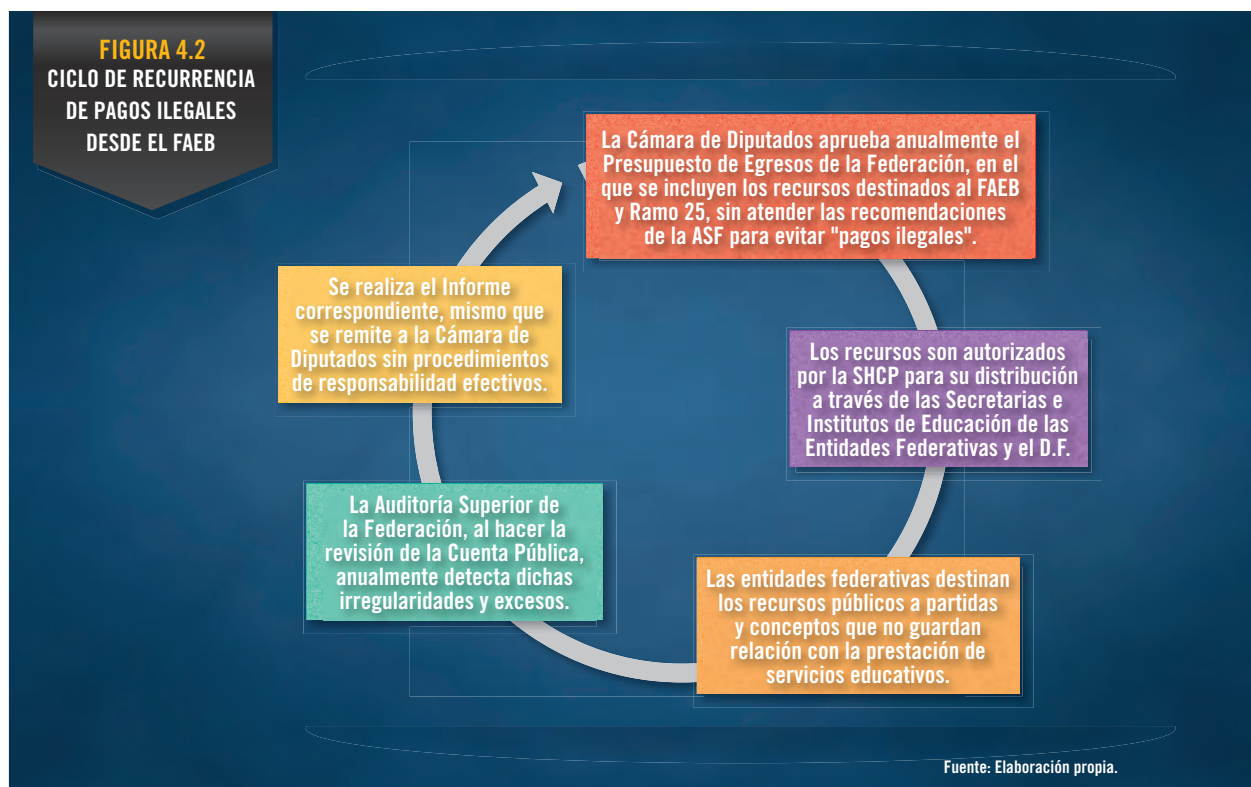 FIGURA 4.2
CICLO DE RECURRENCIA
DE PAGOS ILEGALES
DESDE EL FAEB
La Cámara de Diputados aprueba anualmente el
Presupuesto de Egresos de la Federación, en el
que se incluyen los recursos destinados al FAEB
y Ramo 25, sin atender las recomendaciones
de la ASF para evitar "pagos ilegales".
Los recursos son autorizados
por la SHCP para su distribución
a través de las Secretarias e
Institutos de Educación de las
Entidades Federativas y el D.F.
Las entidades federativas destinan
los recursos públicos a partidas
y conceptos que no guardan
relación con la prestación de
servicios educativos.
La Auditoría Superior de
la Federación, al hacer la
revisión de la Cuenta Pública,
anualmente detecta dichas
irregularidades y excesos.
Se realiza el Informe
correspondiente, mismo que
se remite a la Cámara de
Diputados sin procedimientos
de responsabilidad efectivos.
Fuente: Elaboración propia.